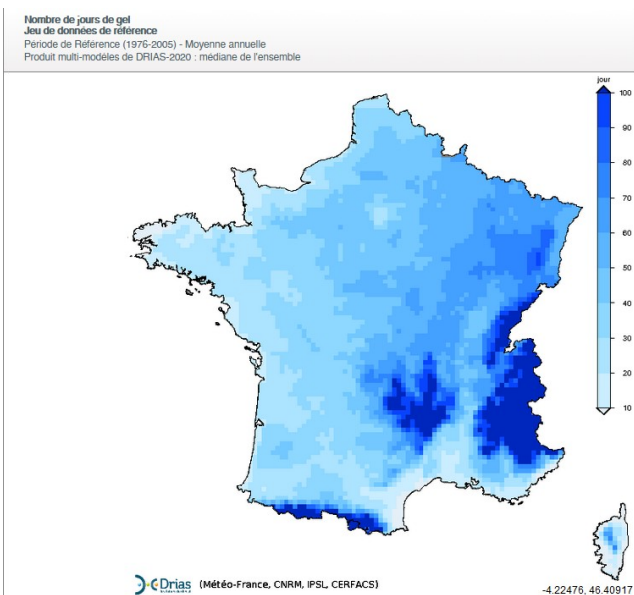 Nombre de jours de gel
Jeu de données de référence
Période de Référence (1976-2005) - Moyenne annuelle
Produit multi-modèles de DRIAS-2020 : médiane de l'ensemble
jour
100
90
80
70
60
50
40
30
20
10
Drias (Météo-France, CNRM, IPSL, CERFACS)
-4.22476, 46.40917